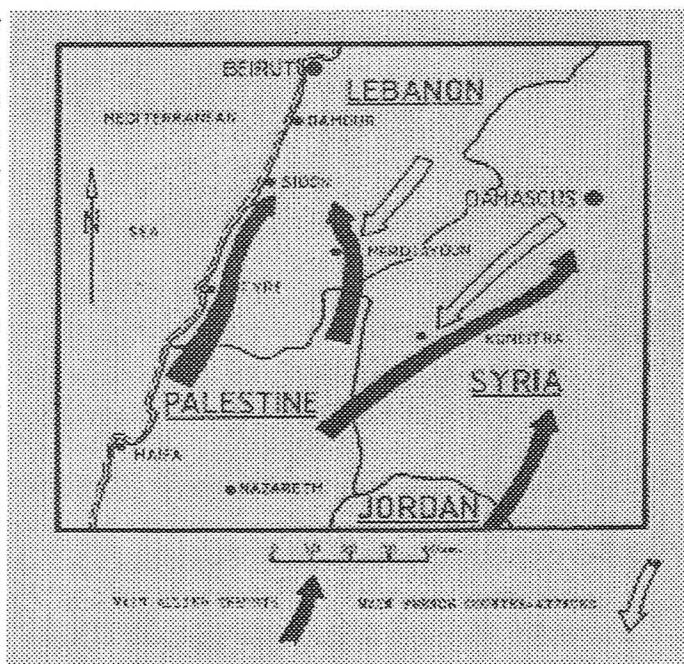 BEIRUT
LEBANON
MEDITERRANEAN
DAMOUR
SIDON
DAMASCUS
SEA
TYRE
KUNEITRA
SYRIA
PALESTINE
HAIFA
NAZARETH
JORDAN
MAIN ALLIED THRUSTS
MAIN FRENCH COUNTER-ATTACKS